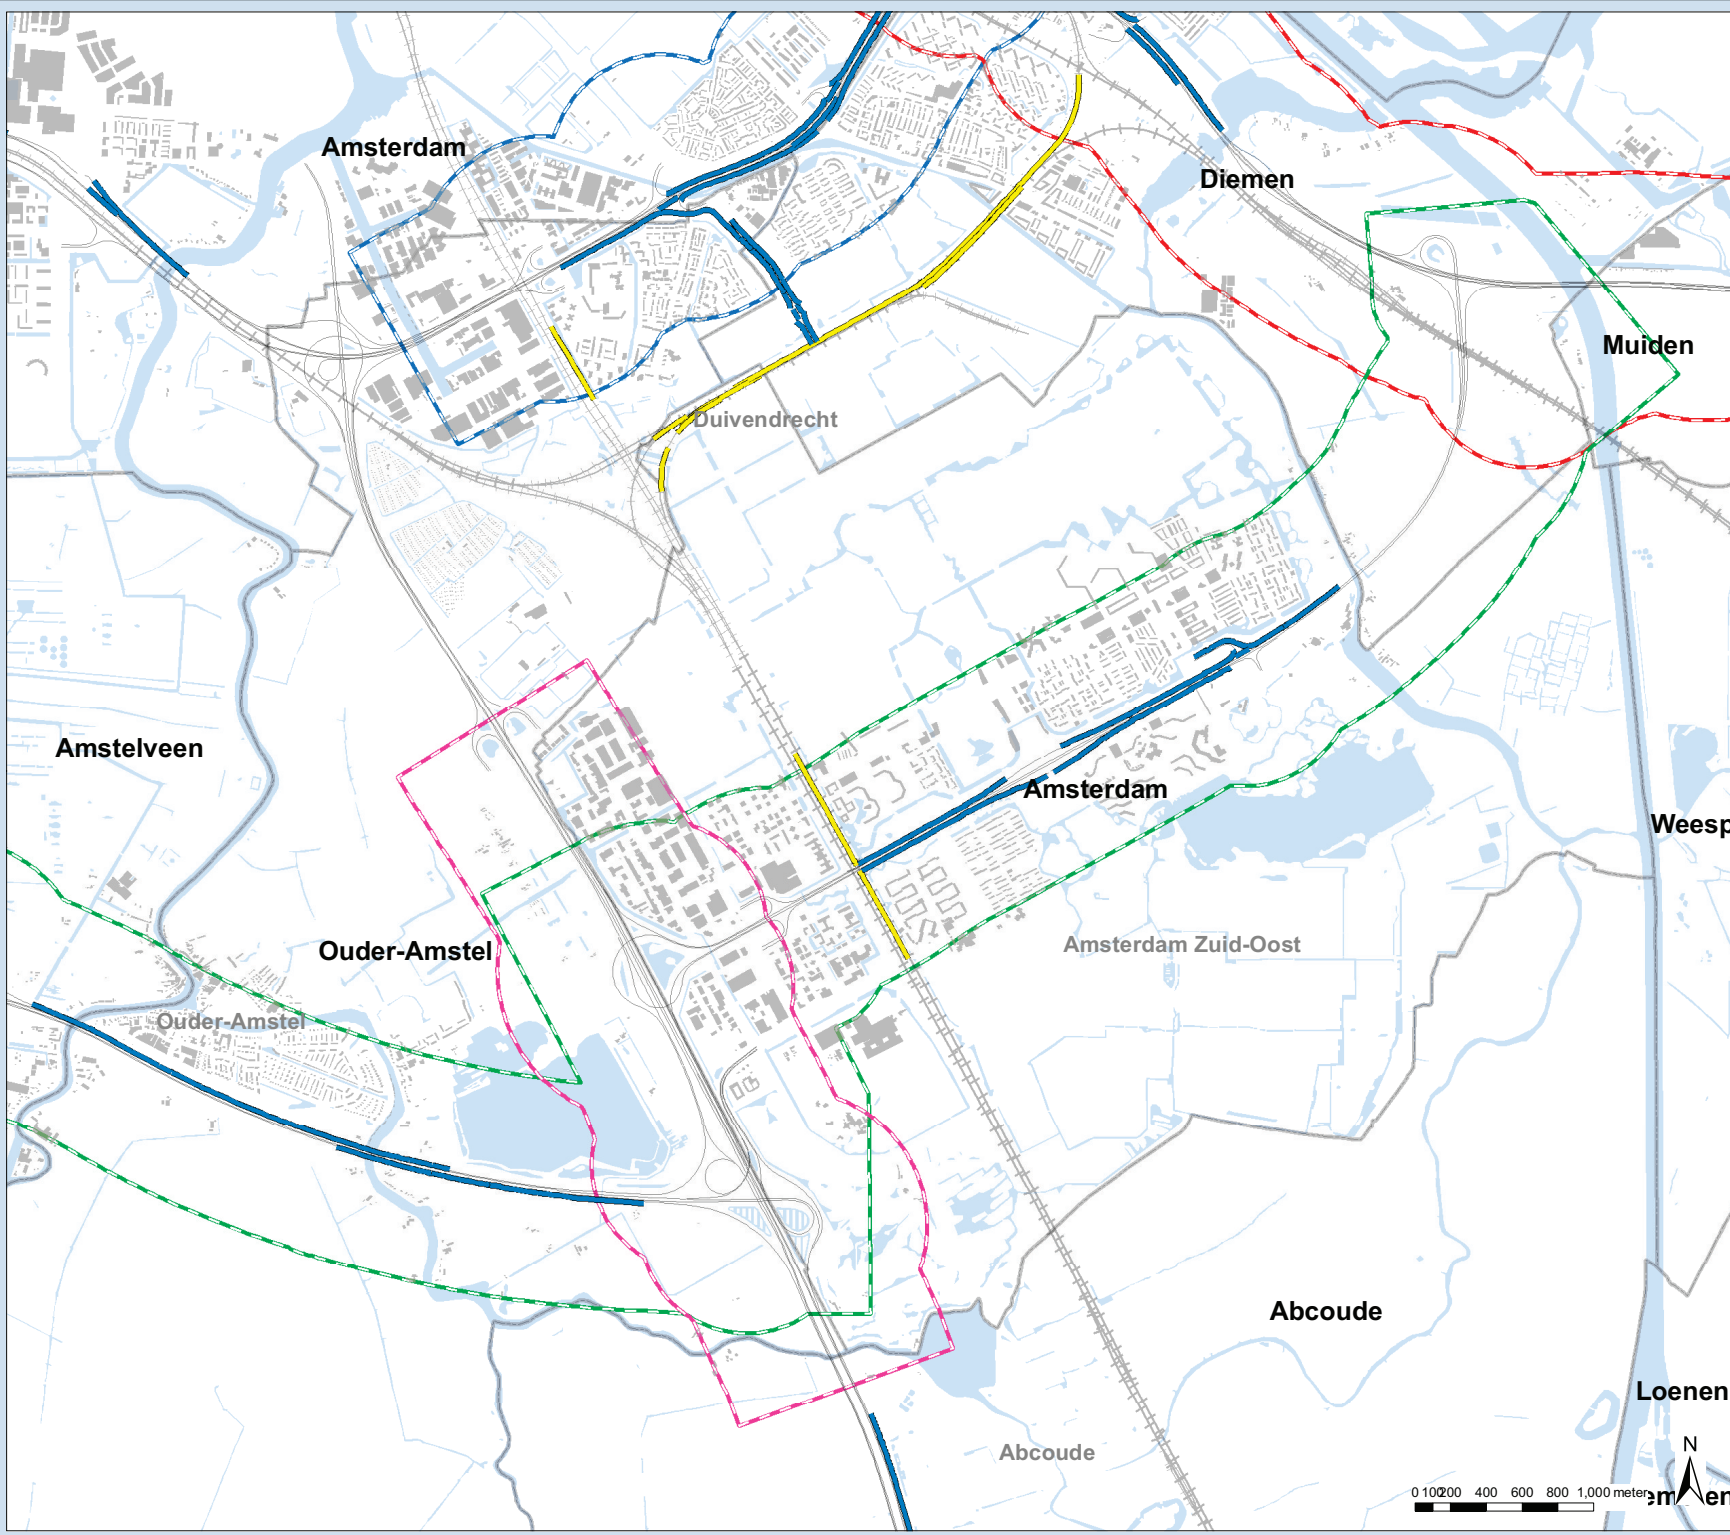 Amsterdam
Diemen
Muiden
Duivendrecht
Amstelveen
Amsterdam
Weesp
Ouder-Amstel
Amsterdam Zuid-Oost
Ouder-Amstel
Abcoude
Loenen
Abcoude
N
0 100 200 400 600 800 1,000 meter